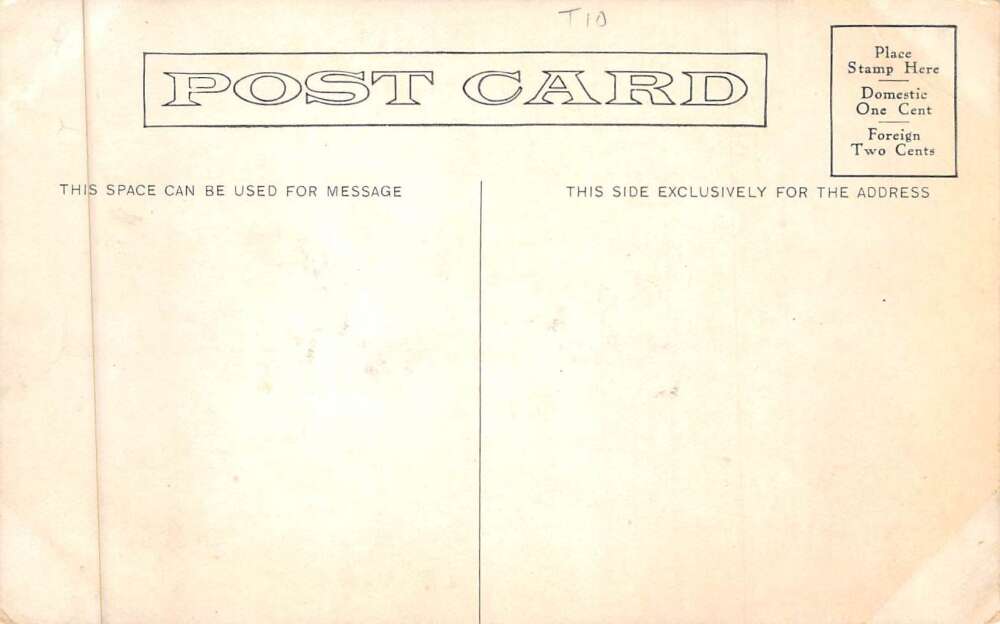 T10
POST CARD
Place
Stamp Here
Domestic
One Cent
Foreign
Two Cents
THIS SPACE CAN BE USED FOR MESSAGE
THIS SIDE EXCLUSIVELY FOR THE ADDRESS